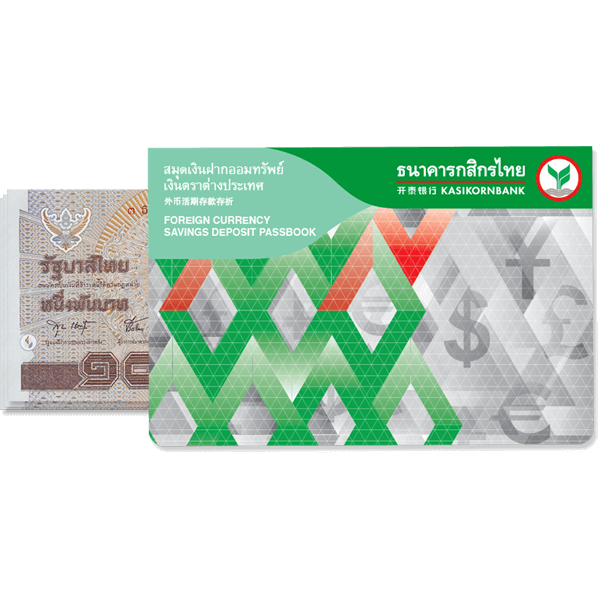 สมุดเงินฝากออมทรัพย์
เงินตราต่างประเทศ
外币活期存款存折
FOREIGN CURRENCY
SAVINGS DEPOSIT PASSBOOK
ธนาคารกสิกรไทย
开泰银行 KASIKORNBANK
รัฐบาลไทย
หนึ่งพันบาท
๑๐
¥
€
$
£
€